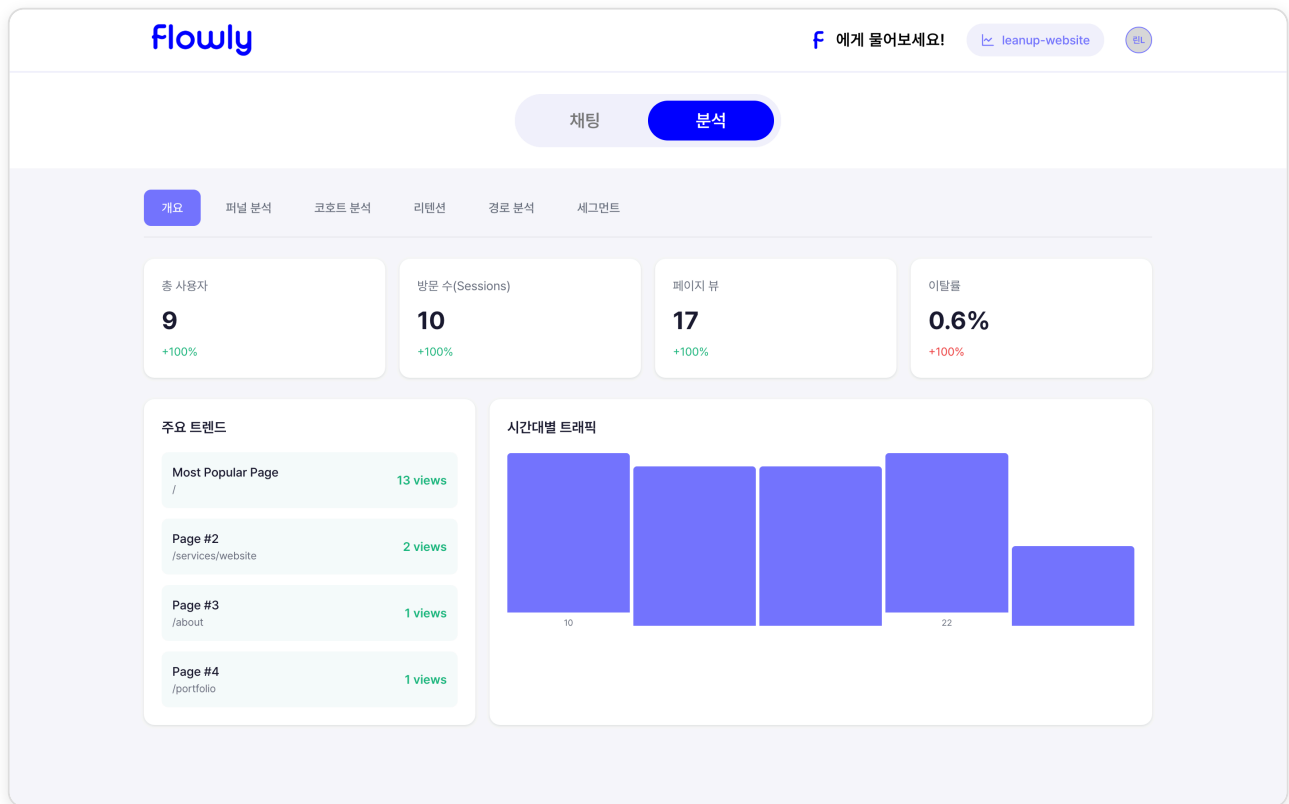 Flowly
F 에게 물어보세요!
leanup-website
린L
채팅
분석
개요
퍼널 분석
코호트 분석
리텐션
경로 분석
세그먼트
총 사용자
9
+100%
방문 수(Sessions)
10
+100%
페이지 뷰
17
+100%
이탈률
0.6%
+100%
주요 트렌드
Most Popular Page
/
13 views
Page #2
/services/website
2 views
Page #3
/about
1 views
Page #4
/portfolio
1 views
시간대별 트래픽
10
22